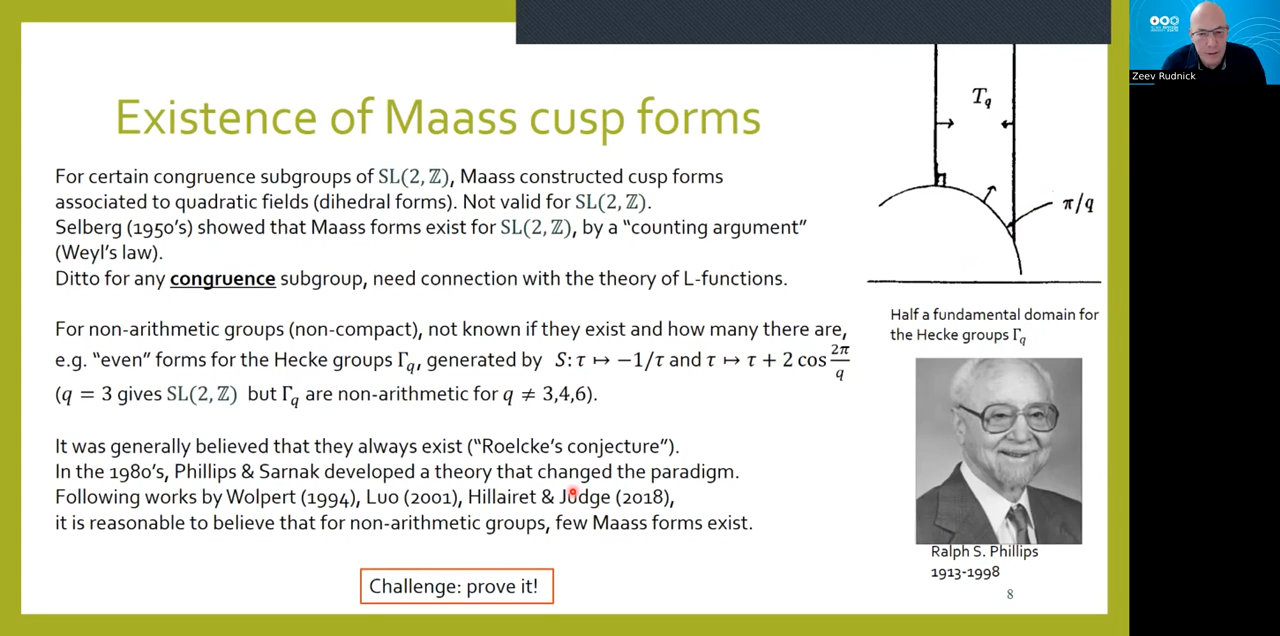 Existence of Maass cusp forms
For certain congruence subgroups of SL(2, ℤ), Maass constructed cusp forms
associated to quadratic fields (dihedral forms). Not valid for SL(2, ℤ).
Selberg (1950's) showed that Maass forms exist for SL(2, ℤ), by a "counting argument"
(Weyl's law).
Ditto for any congruence subgroup, need connection with the theory of L-functions.
For non-arithmetic groups (non-compact), not known if they exist and how many there are,
e.g. "even" forms for the Hecke groups Γ_q, generated by S: τ ↦ −1/τ and τ ↦ τ + 2 cos 2π/q
(q = 3 gives SL(2, ℤ) but Γ_q are non-arithmetic for q ≠ 3,4,6).
It was generally believed that they always exist ("Roelcke's conjecture").
In the 1980's, Phillips & Sarnak developed a theory that changed the paradigm.
Following works by Wolpert (1994), Luo (2001), Hillairet & Judge (2018),
it is reasonable to believe that for non-arithmetic groups, few Maass forms exist.
Challenge: prove it!
T_q
π/q
Half a fundamental domain for
the Hecke groups Γ_q
Ralph S. Phillips
1913-1998
8
Zeev Rudnick